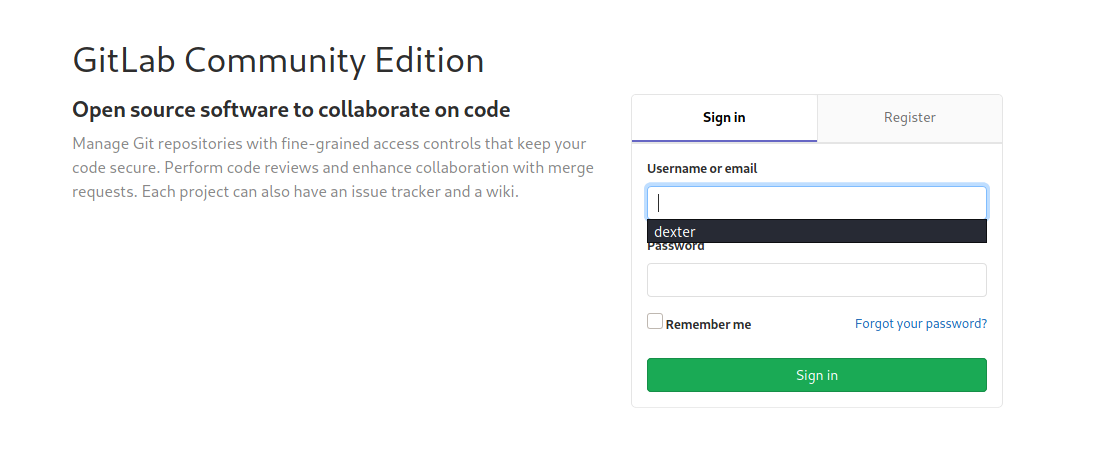 GitLab Community Edition
Open source software to collaborate on code
Manage Git repositories with fine-grained access controls that keep your
code secure. Perform code reviews and enhance collaboration with merge
requests. Each project can also have an issue tracker and a wiki.
Sign in
Register
Username or email
dexter
Password
Remember me
Forgot your password?
Sign in